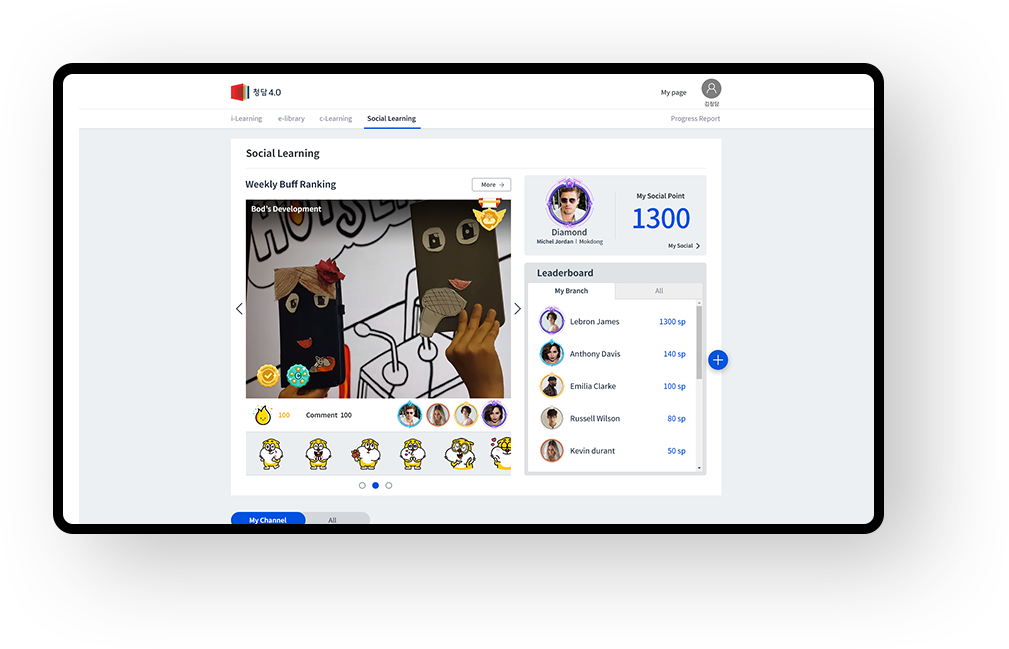 청담 4.0
My page
김청담
i-Learning
e-library
c-Learning
Social Learning
Progress Report
Social Learning
Weekly Buff Ranking
More →
Bod's Development
100
Comment 100
Diamond
Michel Jordan | Mokdong
My Social Point
1300
My Social
Leaderboard
My Branch
All
Lebron James 1300 sp
Anthony Davis 140 sp
Emilia Clarke 100 sp
Russell Wilson 80 sp
Kevin durant 50 sp
My Channel
All